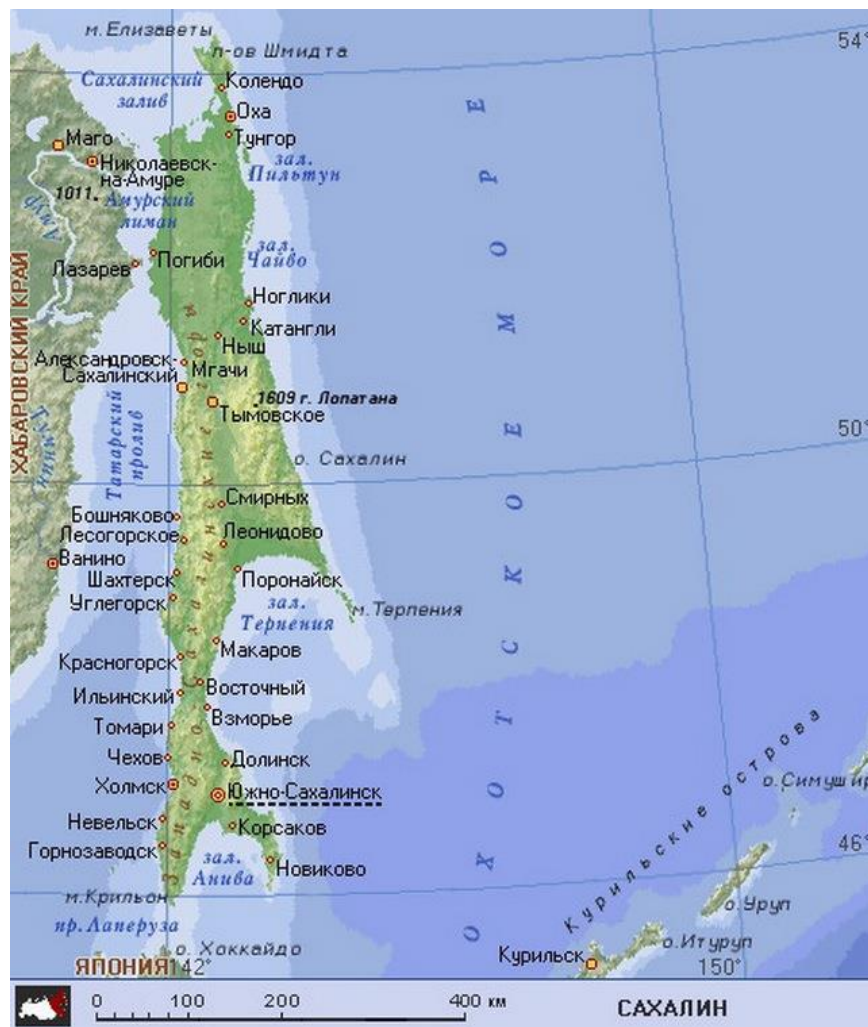 м.Елизаветы
п-ов Шмидта
54°
Сахалинский
залив
Колендо
Оха
Тунгор
Маго
Николаевск-
на-Амуре
зал.
Пильтун
1011
Амурский
лиман
Амур
зал.
Чайво
Погиби
Лазарев
Ноглики
Катангли
Ныш
ХАБАРОВСКИЙ КРАЙ
Александровск-
Сахалинский
Мгачи
1609 г. Лопатана
Тымовское
Татарский
пролив
50°
о. Сахалин
Смирных
Бошняково
Лесогорское
Леонидово
Ванино
Шахтерск
Поронайск
Углегорск
зал.
Терпения
м.Терпения
Макаров
Красногорск
Восточный
Ильинский
Взморье
Томари
Чехов
Долинск
Холмск
Южно-Сахалинск
Невельск
Корсаков
Горнозаводск
зал.
Анива
Новиково
Западно-Сахалинские горы
ОХОТСКОЕ МОРЕ
Курильские острова
о.Симушир
46°
м.Крильон
пр.Лаперуза
о. Хоккайдо
о.Уруп
о.Итуруп
Курильск
ЯПОНИЯ
142°
150°
0 100 200 400 км
САХАЛИН